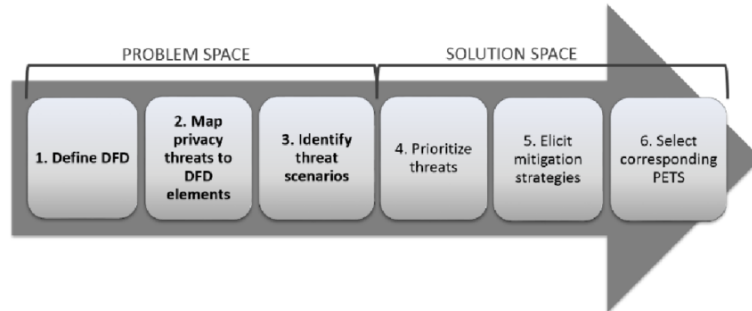 PROBLEM SPACE
SOLUTION SPACE
1. Define DFD
2. Map
privacy
threats to
DFD
elements
3. Identify
threat
scenarios
4. Prioritize
threats
5. Elicit
mitigation
strategies
6. Select
corresponding
PETS